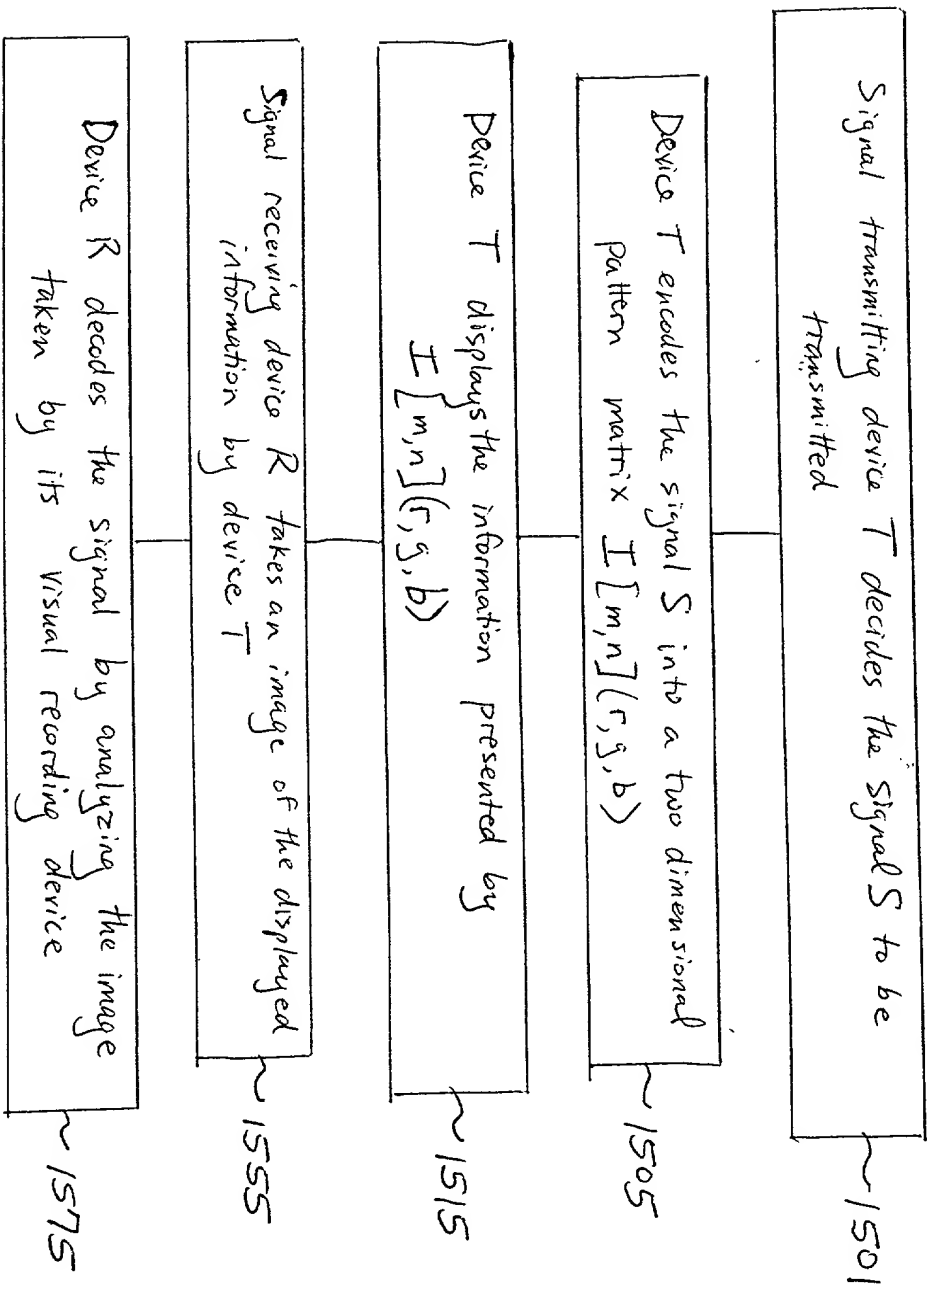 Signal transmitting device T decides the signal S to be
transmitted
~1501
Device T encodes the signal S into a two dimensional
pattern matrix I[m,n](r,g,b)
~1505
Device T displays the information presented by
I[m,n](r,g,b)
~1515
Signal receiving device R takes an image of the displayed
information by device T
~1555
Device R decodes the signal by analyzing the image
taken by its visual recording device
~1575